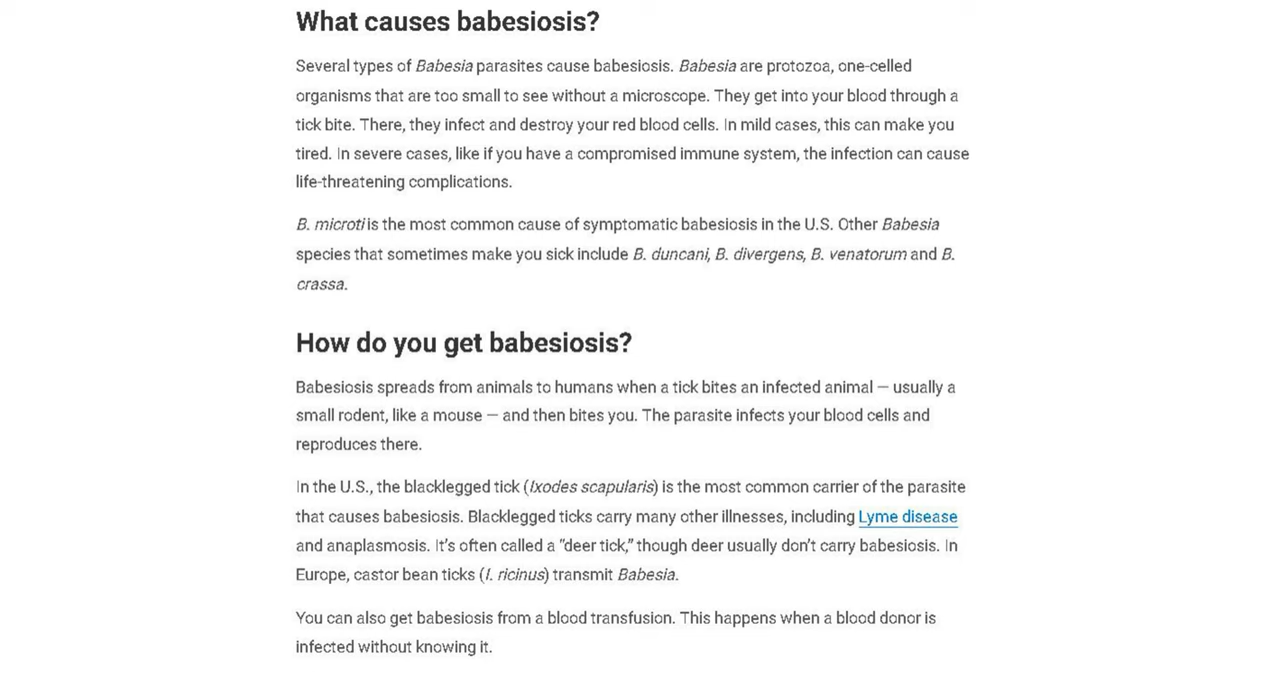 What causes babesiosis?
Several types of Babesia parasites cause babesiosis. Babesia are protozoa, one-celled
organisms that are too small to see without a microscope. They get into your blood through a
tick bite. There, they infect and destroy your red blood cells. In mild cases, this can make you
tired. In severe cases, like if you have a compromised immune system, the infection can cause
life-threatening complications.
B. microti is the most common cause of symptomatic babesiosis in the U.S. Other Babesia
species that sometimes make you sick include B. duncani, B. divergens, B. venatorum and B.
crassa.
How do you get babesiosis?
Babesiosis spreads from animals to humans when a tick bites an infected animal — usually a
small rodent, like a mouse — and then bites you. The parasite infects your blood cells and
reproduces there.
In the U.S., the blacklegged tick (Ixodes scapularis) is the most common carrier of the parasite
that causes babesiosis. Blacklegged ticks carry many other illnesses, including Lyme disease
and anaplasmosis. It’s often called a “deer tick,” though deer usually don’t carry babesiosis. In
Europe, castor bean ticks (I. ricinus) transmit Babesia.
You can also get babesiosis from a blood transfusion. This happens when a blood donor is
infected without knowing it.